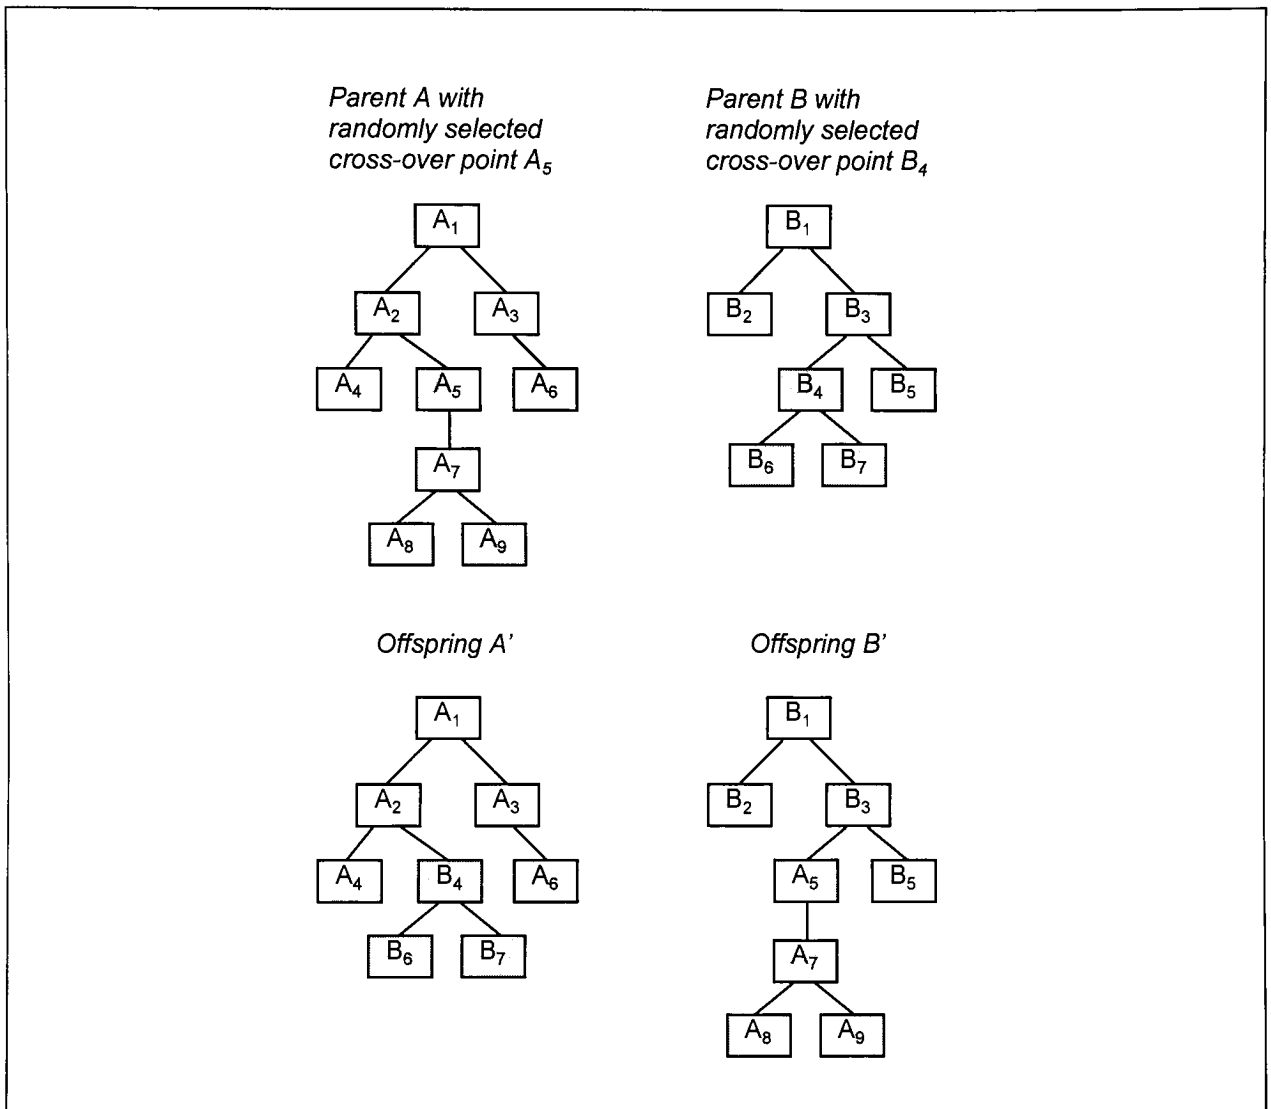 Parent A with
randomly selected
cross-over point A₅
Parent B with
randomly selected
cross-over point B₄
A₁
A₂ A₃
A₄ A₅ A₆
A₇
A₈ A₉
B₁
B₂ B₃
B₄ B₅
B₆ B₇
Offspring A’
A₁
A₂ A₃
A₄ B₄ A₆
B₆ B₇
Offspring B’
B₁
B₂ B₃
A₅ B₅
A₇
A₈ A₉